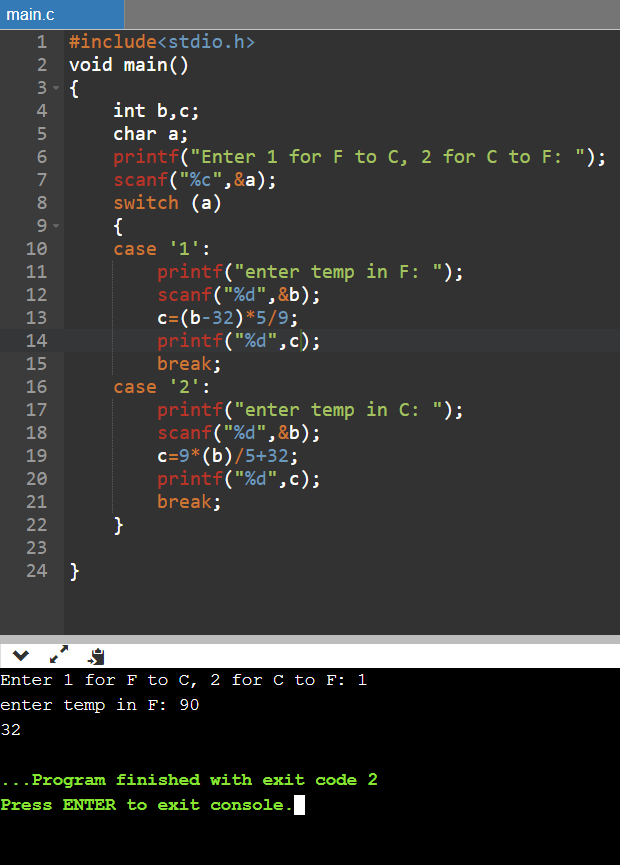 main.c
1 #include<stdio.h>
2 void main()
3 {
4     int b,c;
5     char a;
6     printf("Enter 1 for F to C, 2 for C to F: ");
7     scanf("%c",&a);
8     switch (a)
9     {
10     case '1':
11         printf("enter temp in F: ");
12         scanf("%d",&b);
13         c=(b-32)*5/9;
14         printf("%d",c);
15         break;
16     case '2':
17         printf("enter temp in C: ");
18         scanf("%d",&b);
19         c=9*(b)/5+32;
20         printf("%d",c);
21         break;
22     }
23
24 }
Enter 1 for F to C, 2 for C to F: 1
enter temp in F: 90
32
...Program finished with exit code 2
Press ENTER to exit console.